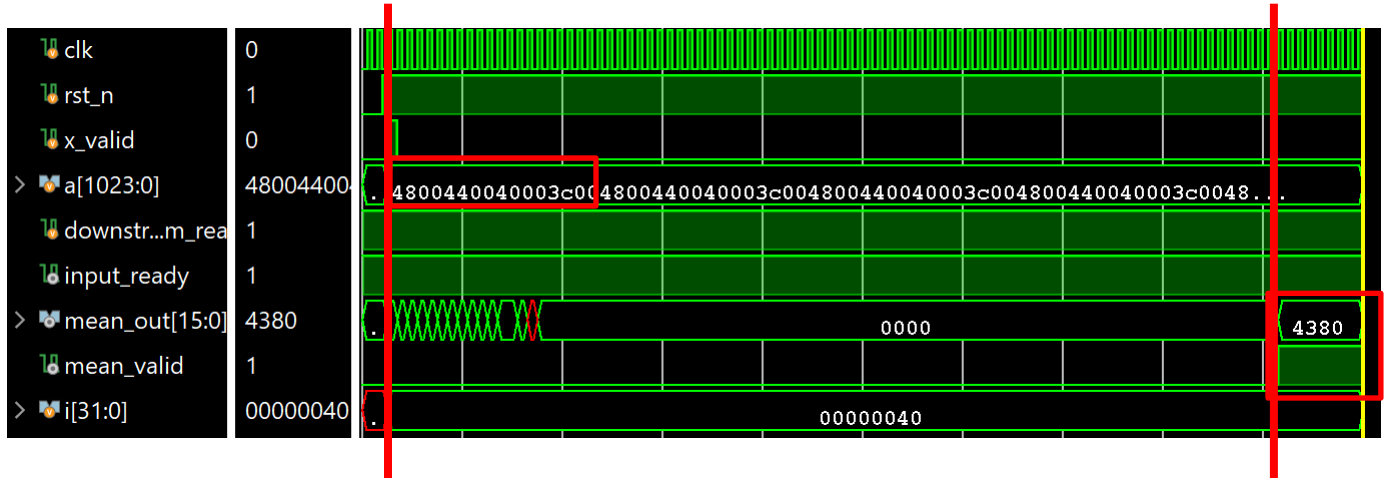 clk 0
rst_n 1
x_valid 0
a[1023:0] 48004400. .4800440040003c004800440040003c004800440040003c004800440040003c0048...
downstr...m_rea 1
input_ready 1
mean_out[15:0] 4380 . 0000 4380
mean_valid 1
i[31:0] 00000040 . 00000040